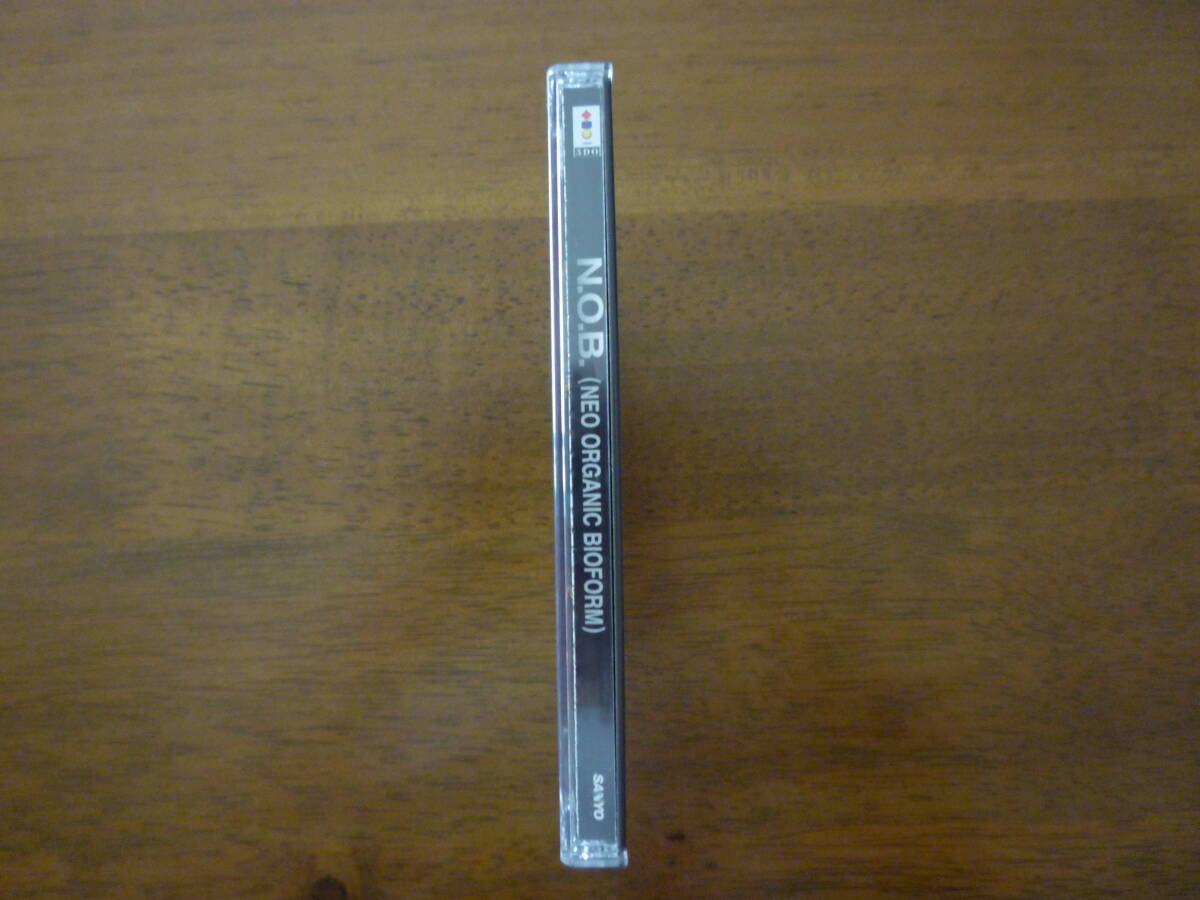 3DO
N.O.B. (NEO ORGANIC BIOFORM)
SANYO